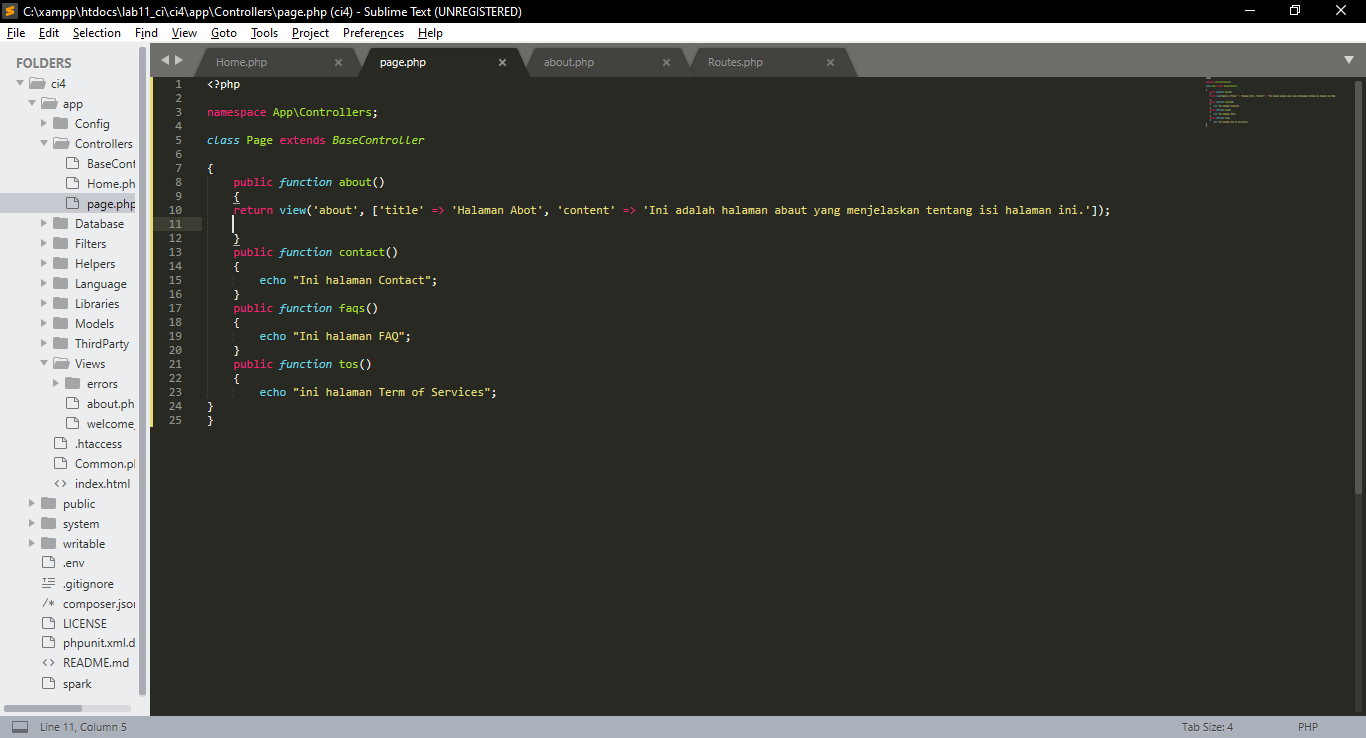 C:\xampp\htdocs\lab11_ci\ci4\app\Controllers\page.php (ci4) - Sublime Text (UNREGISTERED)
File Edit Selection Find View Goto Tools Project Preferences Help
FOLDERS
ci4
app
Config
Controllers
BaseCont
Home.ph
page.php
Database
Filters
Helpers
Language
Libraries
Models
ThirdParty
Views
errors
about.ph
welcome_
.htaccess
Common.pl
index.html
public
system
writable
.env
.gitignore
composer.jsor
LICENSE
phpunit.xml.d
README.md
spark
Home.php page.php about.php Routes.php
1 <?php
2
3 namespace App\Controllers;
4
5 class Page extends BaseController
6
7 {
8 public function about()
9 {
10 return view('about', ['title' => 'Halaman Abot', 'content' => 'Ini adalah halaman abaut yang menjelaskan tentang isi halaman ini.']);
11
12 }
13 public function contact()
14 {
15 echo "Ini halaman Contact";
16 }
17 public function faqs()
18 {
19 echo "Ini halaman FAQ";
20 }
21 public function tos()
22 {
23 echo "ini halaman Term of Services";
24 }
25 }
Line 11, Column 5 Tab Size: 4 PHP